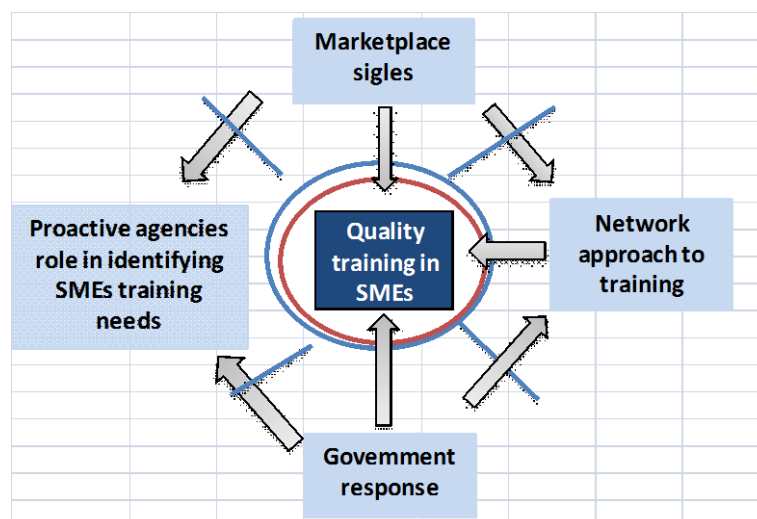 Marketplace
sigles
Proactive agencies
role in identifying
SMEs training
needs
Quality
training in
SMEs
Network
approach to
training
Government
response